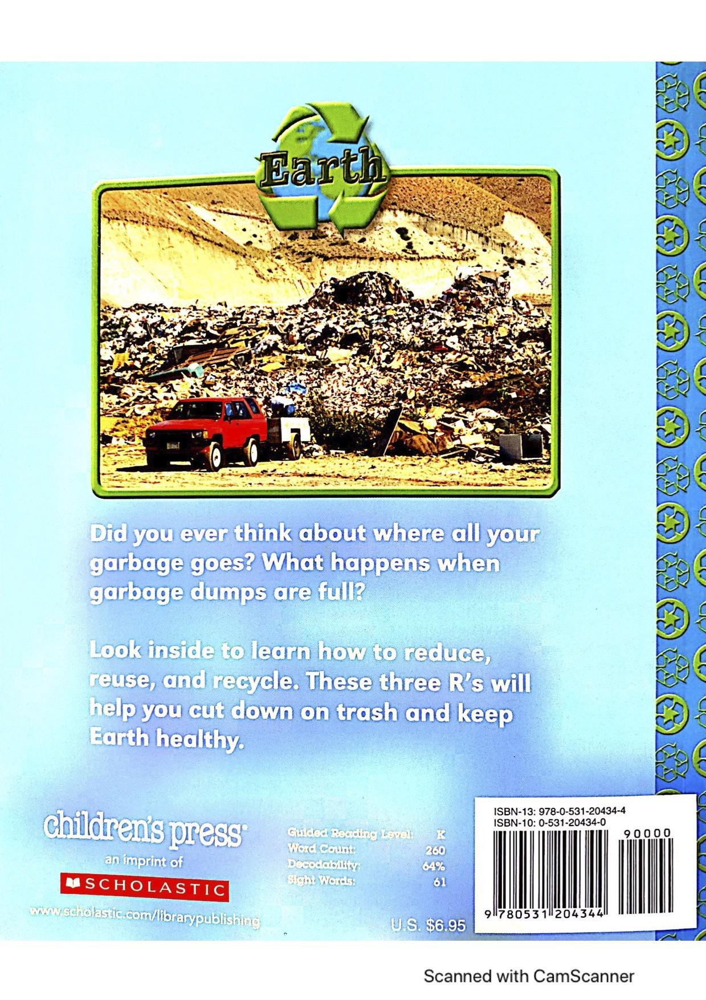 Earth
Did you ever think about where all your
garbage goes? What happens when
garbage dumps are full?
Look inside to learn how to reduce,
reuse, and recycle. These three R's will
help you cut down on trash and keep
Earth healthy.
children's press
an imprint of
SCHOLASTIC
www.scholastic.com/librarypublishing
Guided Reading Level: K
Word Count: 260
Decodability: 64%
Sight Words: 61
U.S. $6.95
ISBN-13: 978-0-531-20434-4
ISBN-10: 0-531-20434-0
90000
9 780531 204344
Scanned with CamScanner